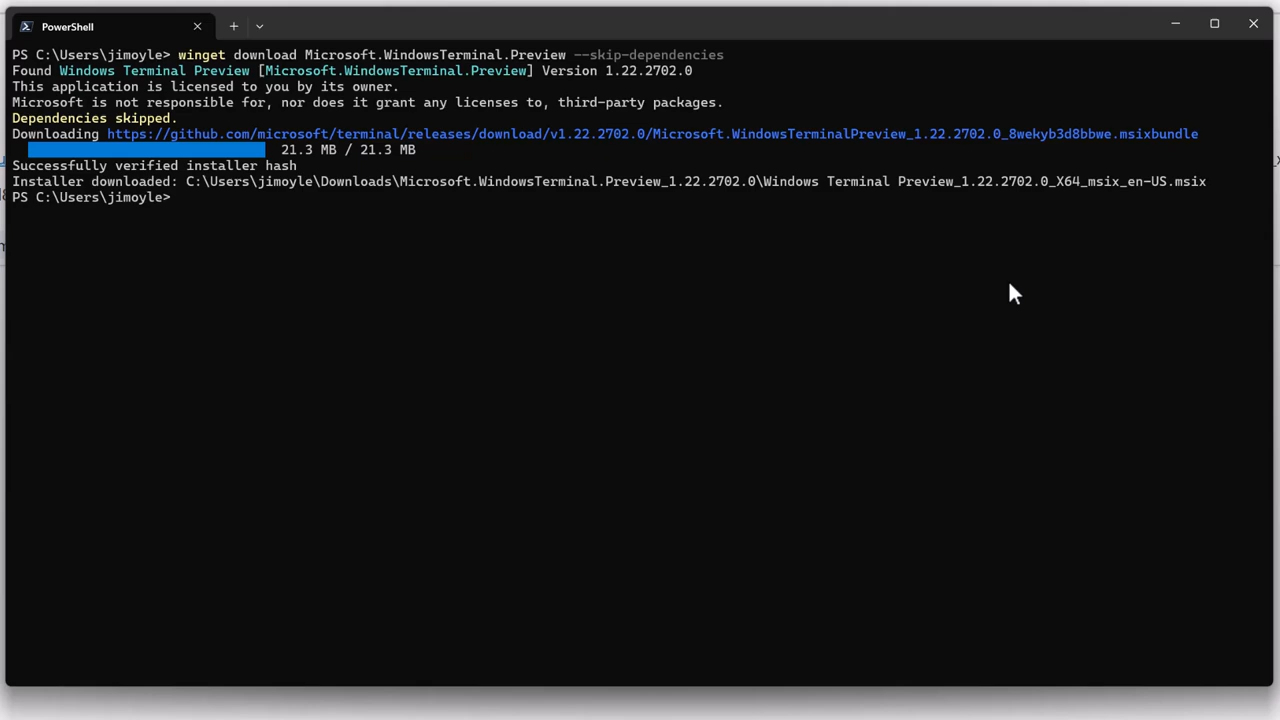 PowerShell
PS C:\Users\jimoyle> winget download Microsoft.WindowsTerminal.Preview --skip-dependencies
Found Windows Terminal Preview [Microsoft.WindowsTerminal.Preview] Version 1.22.2702.0
This application is licensed to you by its owner.
Microsoft is not responsible for, nor does it grant any licenses to, third-party packages.
Dependencies skipped.
Downloading https://github.com/microsoft/terminal/releases/download/v1.22.2702.0/Microsoft.WindowsTerminalPreview_1.22.2702.0_8wekyb3d8bbwe.msixbundle
21.3 MB / 21.3 MB
Successfully verified installer hash
Installer downloaded: C:\Users\jimoyle\Downloads\Microsoft.WindowsTerminal.Preview_1.22.2702.0\Windows Terminal Preview_1.22.2702.0_X64_msix_en-US.msix
PS C:\Users\jimoyle>